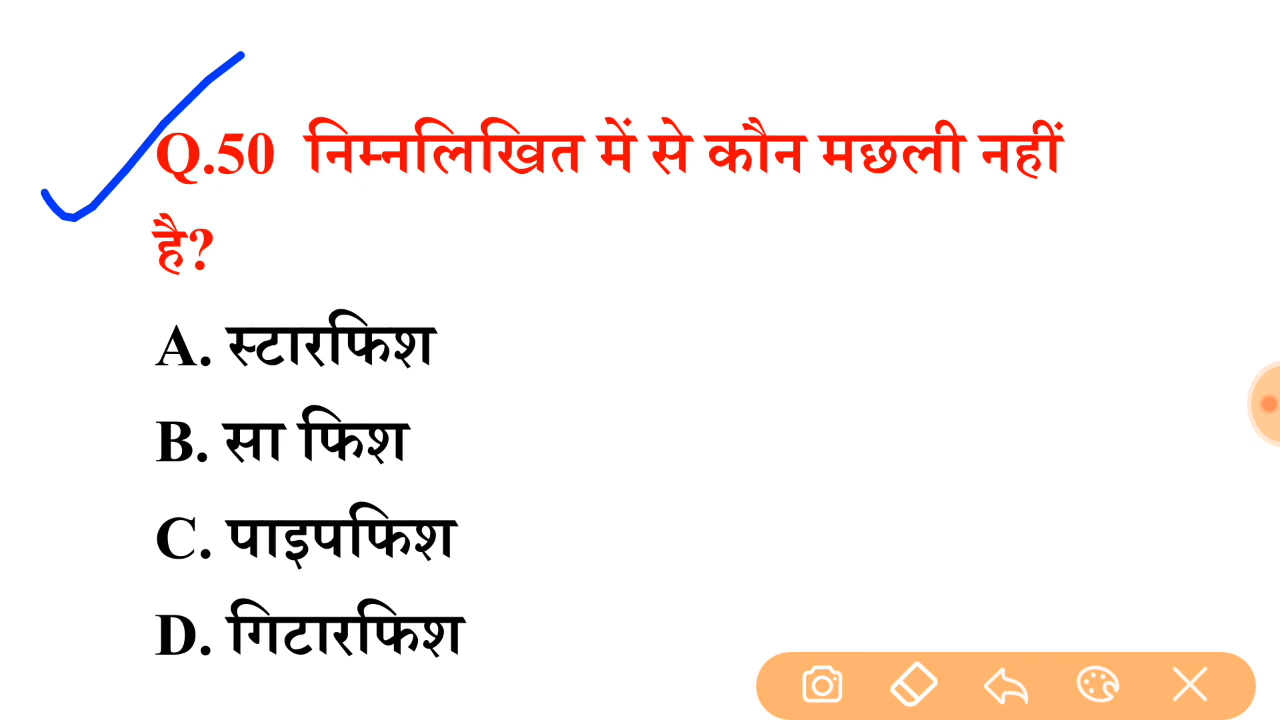 Q.50 निम्नलिखित में से कौन मछली नहीं
है?
A. स्टारफिश
B. सा फिश
C. पाइपफिश
D. गिटारफिश